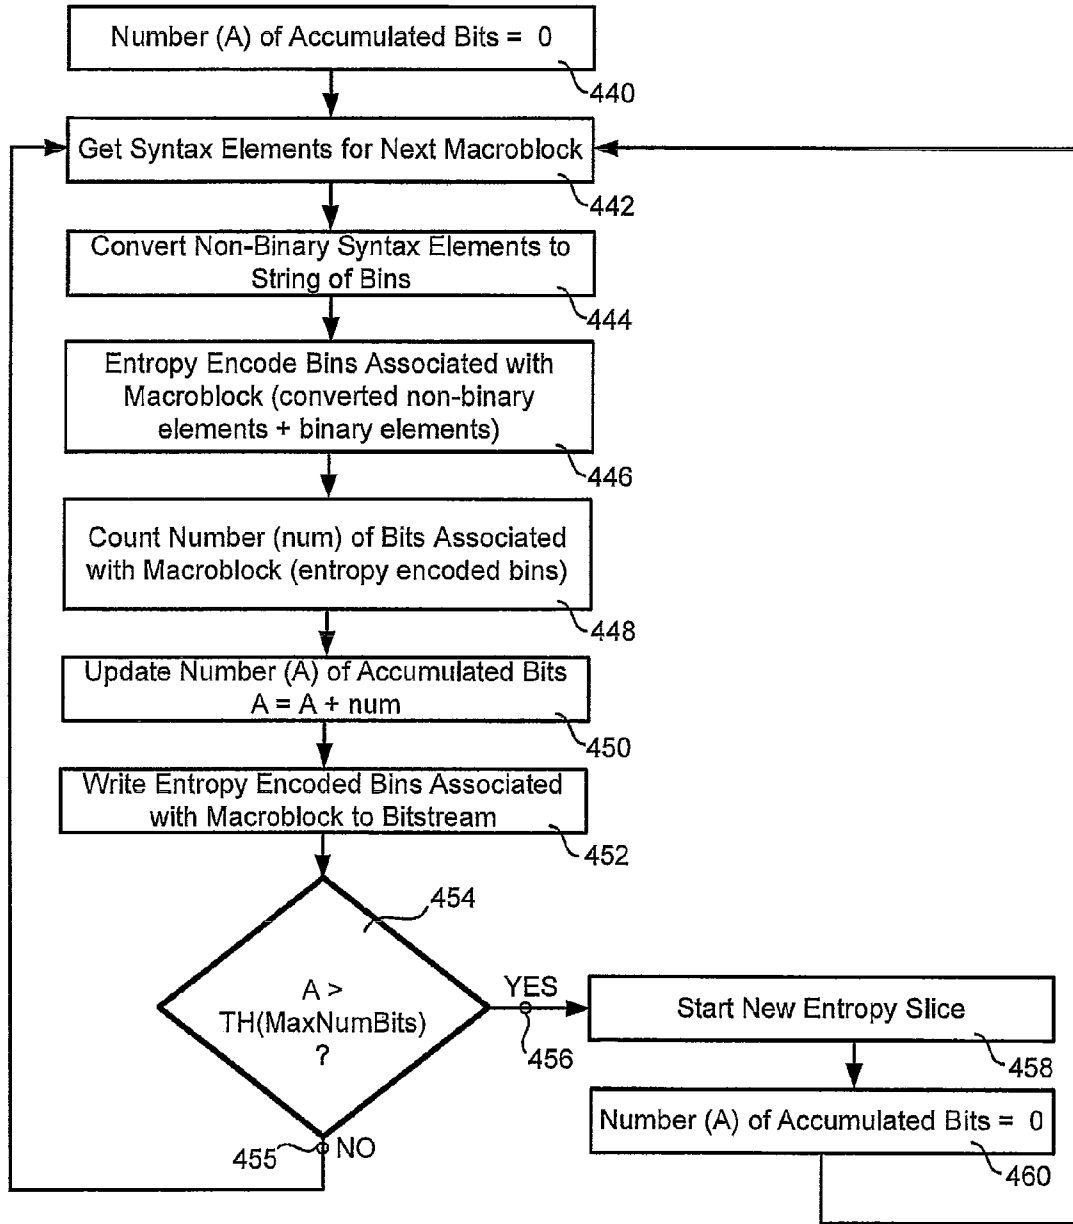 Number (A) of Accumulated Bits = 0
440
Get Syntax Elements for Next Macroblock
442
Convert Non-Binary Syntax Elements to
String of Bins
444
Entropy Encode Bins Associated with
Macroblock (converted non-binary
elements + binary elements)
446
Count Number (num) of Bits Associated
with Macroblock (entropy encoded bins)
448
Update Number (A) of Accumulated Bits
A = A + num
450
Write Entropy Encoded Bins Associated
with Macroblock to Bitstream
452
454
A >
TH(MaxNumBits)
?
YES
456
455
NO
Start New Entropy Slice
458
Number (A) of Accumulated Bits = 0
460